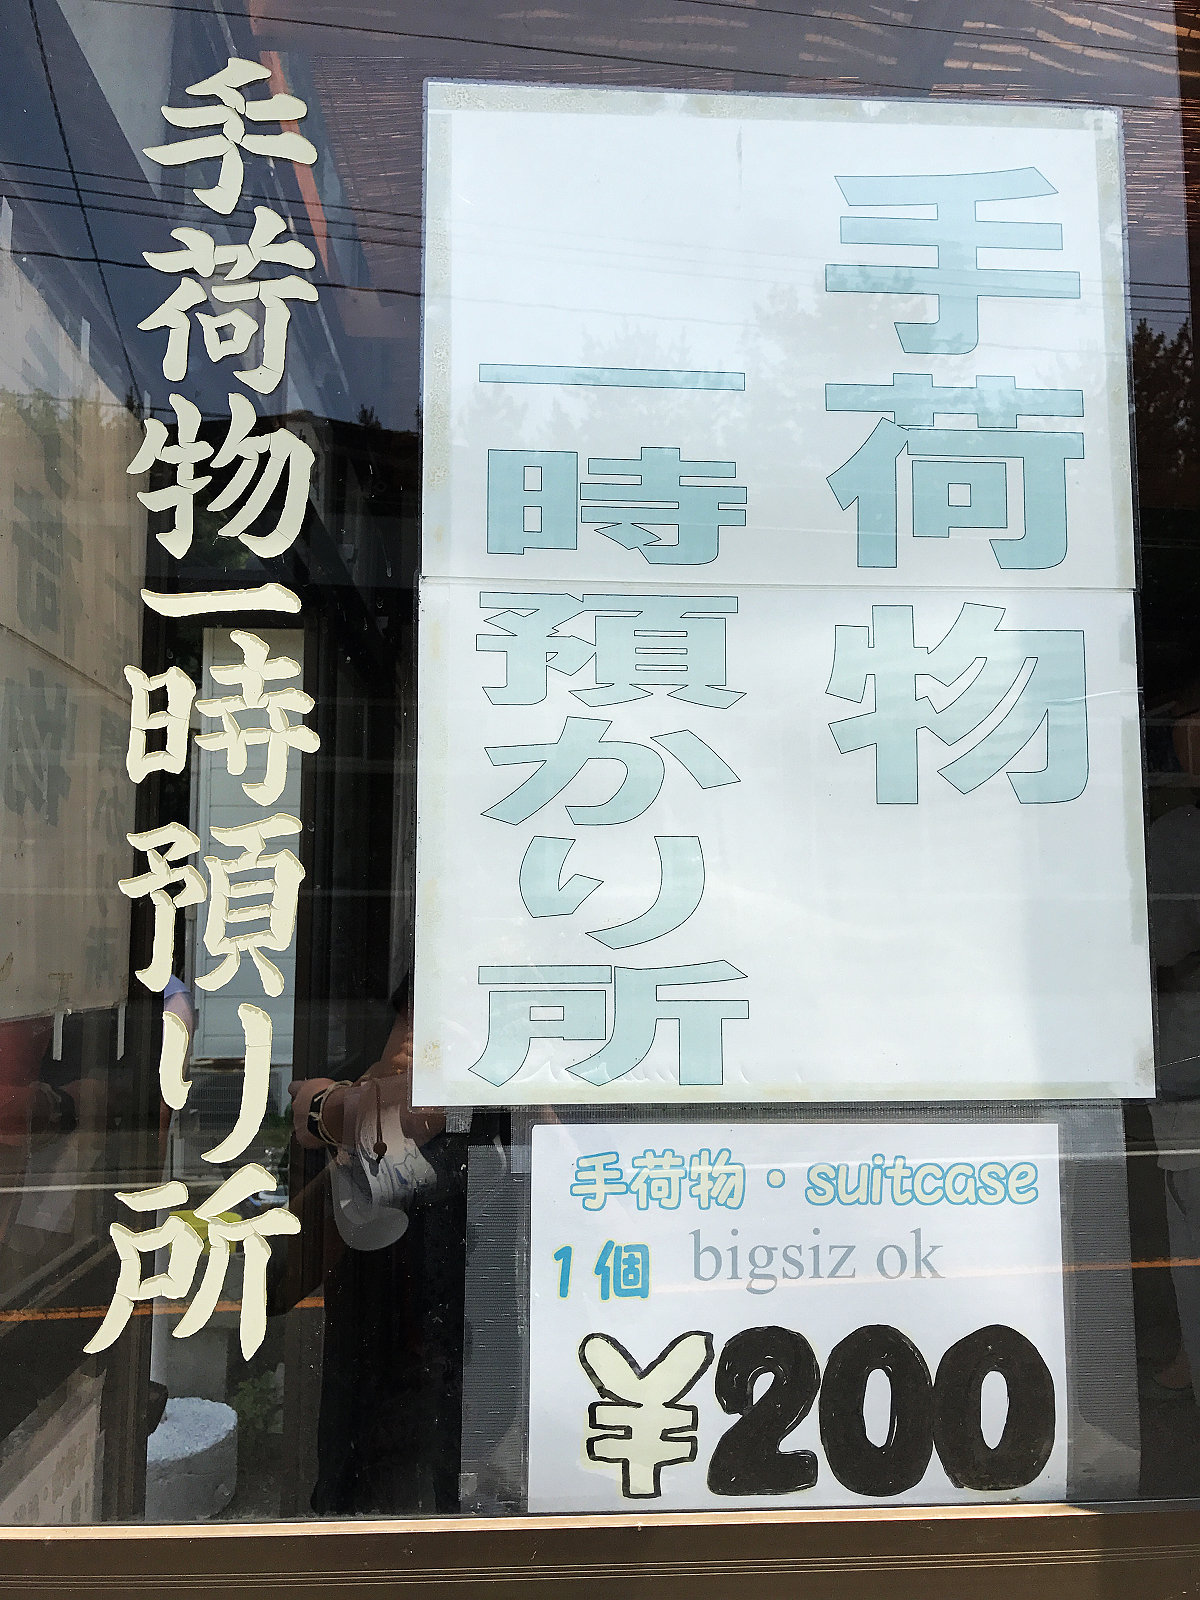 手荷物一時預り所
手荷物
一時預かり所
手荷物・suitcase
1個 bigsiz ok
¥200